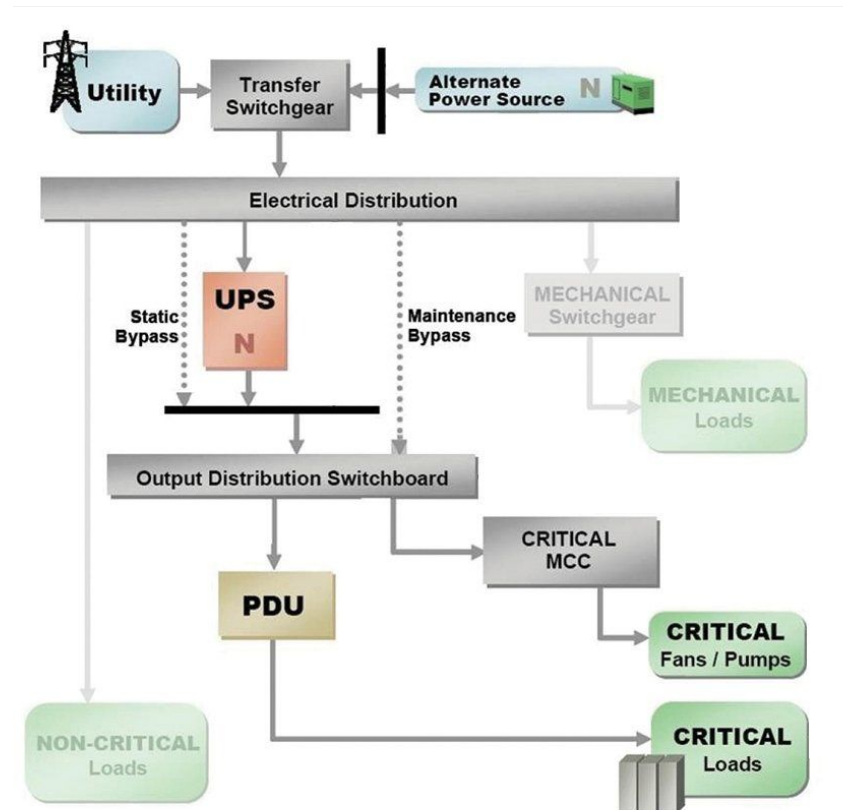 Utility
Transfer
Switchgear
Alternate
Power Source
N
Electrical Distribution
Static
Bypass
UPS
N
Maintenance
Bypass
MECHANICAL
Switchgear
MECHANICAL
Loads
Output Distribution Switchboard
CRITICAL
MCC
PDU
CRITICAL
Fans / Pumps
NON-CRITICAL
Loads
CRITICAL
Loads